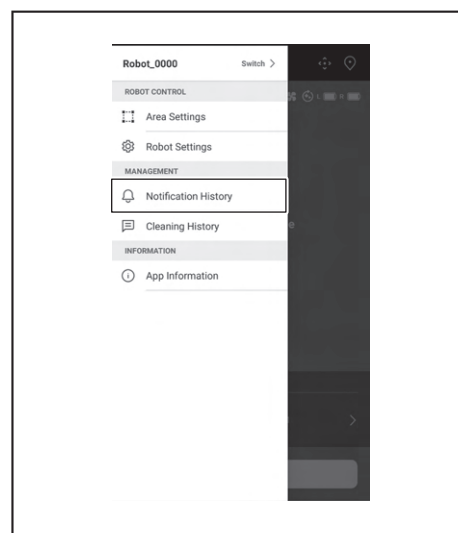 Robot_0000 Switch >
ROBOT CONTROL
Area Settings
Robot Settings
MANAGEMENT
Notification History
Cleaning History
INFORMATION
App Information